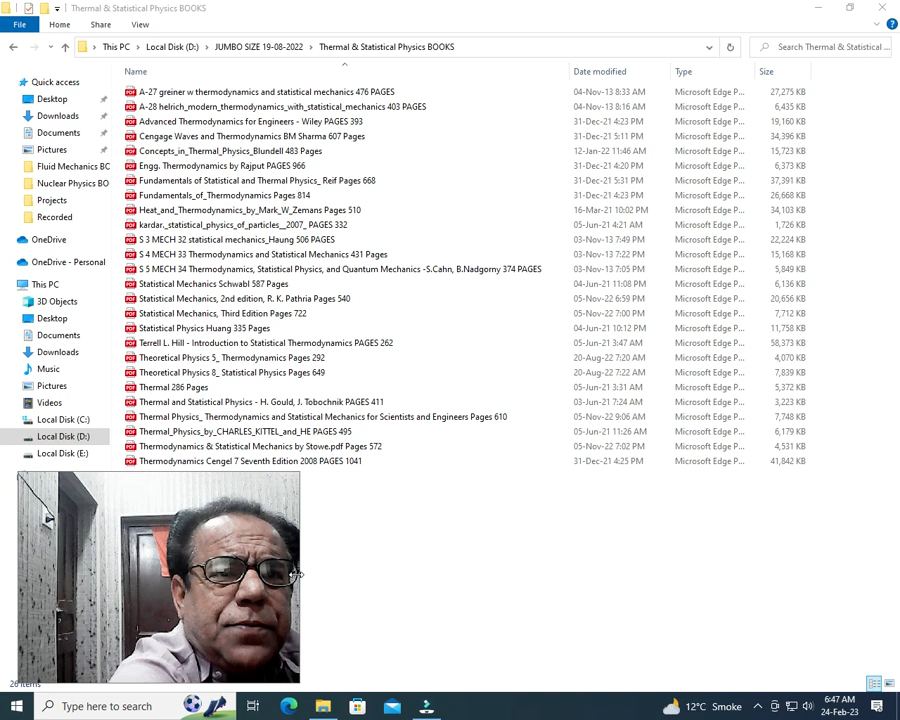 Thermal & Statistical Physics BOOKS
File Home Share View
This PC Local Disk (D:) JUMBO SIZE 19-08-2022 Thermal & Statistical Physics BOOKS
Search Thermal & Statistical ...
Name Date modified Type Size
Quick access
Desktop
Downloads
Documents
Pictures
Fluid Mechanics BC
Nuclear Physics BO
Projects
Recorded
OneDrive
OneDrive - Personal
This PC
3D Objects
Desktop
Documents
Downloads
Music
Pictures
Videos
Local Disk (C:)
Local Disk (D:)
Local Disk (E:)
A-27 greiner w thermodynamics and statistical mechanics 476 PAGES 04-Nov-13 8:33 AM Microsoft Edge P... 27,275 KB
A-28 helrich_modern_thermodynamics_with_statistical_mechanics 403 PAGES 04-Nov-13 8:16 AM Microsoft Edge P... 6,435 KB
Advanced Thermodynamics for Engineers - Wiley PAGES 393 31-Dec-21 4:23 PM Microsoft Edge P... 19,160 KB
Cengage Waves and Thermodynamics BM Sharma 607 Pages 31-Dec-21 5:11 PM Microsoft Edge P... 34,396 KB
Concepts_in_Thermal_Physics_Blundell 483 Pages 12-Jan-22 11:46 AM Microsoft Edge P... 15,723 KB
Engg. Thermodynamics by Rajput PAGES 966 31-Dec-21 4:20 PM Microsoft Edge P... 6,373 KB
Fundamentals of Statistical and Thermal Physics_ Reif Pages 668 31-Dec-21 5:31 PM Microsoft Edge P... 37,391 KB
Fundamentals_of_Thermodynamics Pages 814 31-Dec-21 4:23 PM Microsoft Edge P... 26,668 KB
Heat_and_Thermodynamics_by_Mark_W_Zemans Pages 510 16-Mar-21 10:02 PM Microsoft Edge P... 34,103 KB
kardar._statistical_physics_of_particles__2007_ PAGES 332 05-Jun-21 4:21 AM Microsoft Edge P... 1,726 KB
S 3 MECH 32 statistical mechanics_Haung 506 PAGES 03-Nov-13 7:49 PM Microsoft Edge P... 22,224 KB
S 4 MECH 33 Thermodynamics and Statistical Mechanics 431 Pages 03-Nov-13 7:22 PM Microsoft Edge P... 15,168 KB
S 5 MECH 34 Thermodynamics, Statistical Physics, and Quantum Mechanics -S.Cahn, B.Nadgorny 374 PAGES 03-Nov-13 7:05 PM Microsoft Edge P... 5,849 KB
Statistical Mechanics Schwabl 587 Pages 04-Jun-21 11:08 PM Microsoft Edge P... 6,136 KB
Statistical Mechanics, 2nd edition, R. K. Pathria Pages 540 05-Nov-22 6:59 PM Microsoft Edge P... 20,656 KB
Statistical Mechanics, Third Edition Pages 722 05-Nov-22 7:00 PM Microsoft Edge P... 7,712 KB
Statistical Physics Huang 335 Pages 04-Jun-21 10:12 PM Microsoft Edge P... 11,758 KB
Terrell L. Hill - Introduction to Statistical Thermodynamics PAGES 262 05-Jun-21 3:47 AM Microsoft Edge P... 58,373 KB
Theoretical Physics 5_ Thermodynamics Pages 292 20-Aug-22 7:20 AM Microsoft Edge P... 4,070 KB
Theoretical Physics 8_ Statistical Physics Pages 649 20-Aug-22 7:22 AM Microsoft Edge P... 7,839 KB
Thermal 286 Pages 05-Jun-21 3:31 AM Microsoft Edge P... 5,372 KB
Thermal and Statistical Physics - H. Gould, J. Tobochnik PAGES 411 03-Jun-21 7:24 AM Microsoft Edge P... 3,223 KB
Thermal Physics_ Thermodynamics and Statistical Mechanics for Scientists and Engineers Pages 610 05-Nov-22 9:06 AM Microsoft Edge P... 7,748 KB
Thermal_Physics_by_CHARLES_KITTEL_and_HE PAGES 495 05-Jun-21 11:26 AM Microsoft Edge P... 6,179 KB
Thermodynamics & Statistical Mechanics by Stowe.pdf Pages 572 05-Nov-22 7:02 PM Microsoft Edge P... 4,531 KB
Thermodynamics Cengel 7 Seventh Edition 2008 PAGES 1041 31-Dec-21 4:25 PM Microsoft Edge P... 41,842 KB
26 items
Type here to search
12°C Smoke
6:47 AM
24-Feb-23